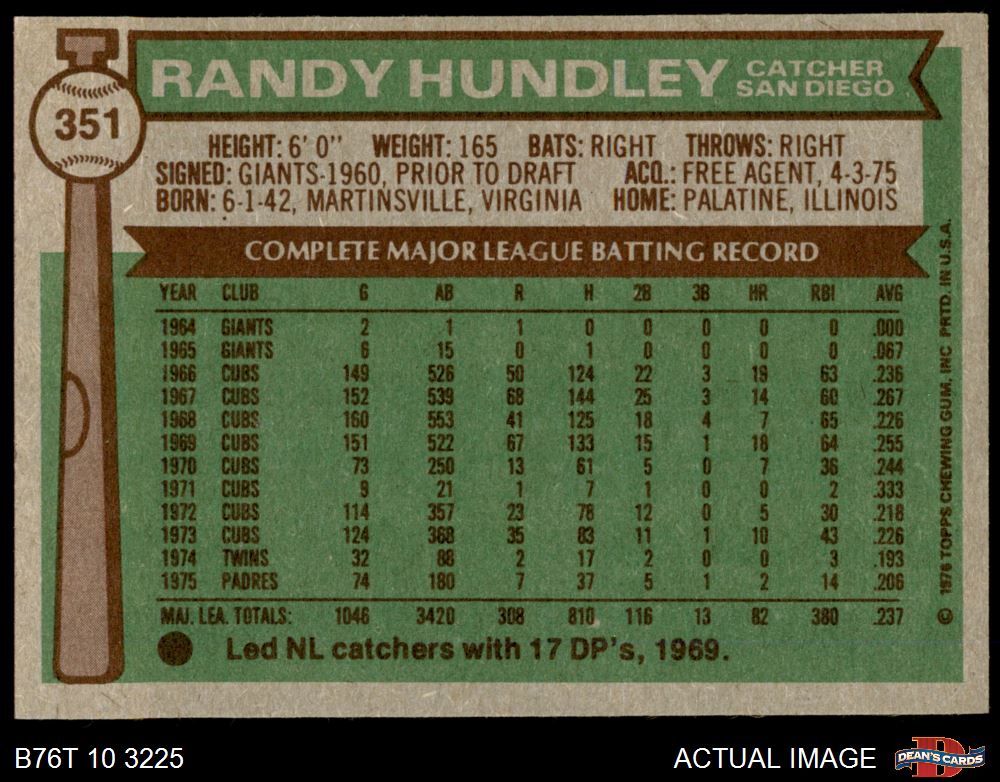 351
RANDY HUNDLEY CATCHER SAN DIEGO
HEIGHT: 6' 0" WEIGHT: 165 BATS: RIGHT THROWS: RIGHT
SIGNED: GIANTS-1960, PRIOR TO DRAFT ACQ.: FREE AGENT, 4-3-75
BORN: 6-1-42, MARTINSVILLE, VIRGINIA HOME: PALATINE, ILLINOIS
COMPLETE MAJOR LEAGUE BATTING RECORD
YEAR CLUB G AB R H 2B 3B HR RBI AVG
1964 GIANTS 2 1 1 0 0 0 0 0 .000
1965 GIANTS 6 15 0 1 0 0 0 0 .067
1966 CUBS 149 526 50 124 22 3 19 63 .236
1967 CUBS 152 539 68 144 25 3 14 60 .267
1968 CUBS 160 553 41 125 18 4 7 65 .226
1969 CUBS 151 522 67 133 15 1 18 64 .255
1970 CUBS 73 250 13 61 5 0 7 36 .244
1971 CUBS 9 21 1 7 1 0 0 2 .333
1972 CUBS 114 357 23 78 12 0 5 30 .218
1973 CUBS 124 368 35 83 11 1 10 43 .226
1974 TWINS 32 88 2 17 2 0 0 3 .193
1975 PADRES 74 180 7 37 5 1 2 14 .206
MAJ. LEA. TOTALS: 1046 3420 308 810 116 13 82 380 .237
Led NL catchers with 17 DP's, 1969.
© 1976 TOPPS CHEWING GUM, INC PRTD. IN U.S.A.
B76T 10 3225 ACTUAL IMAGE DEAN'S CARDS